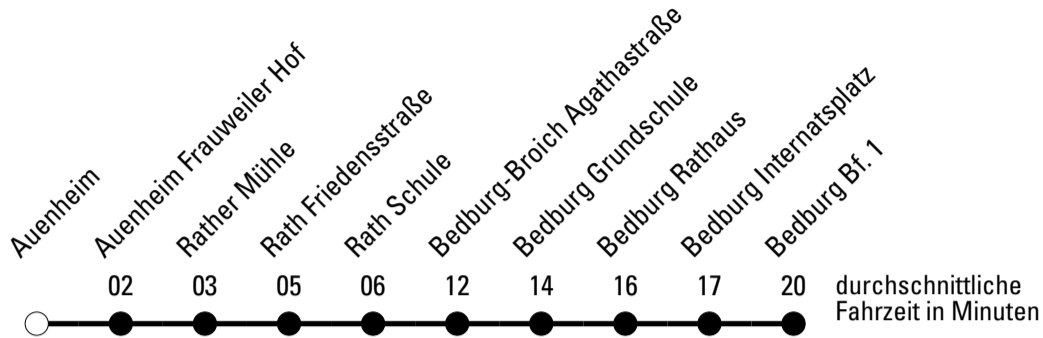 Auenheim
Auenheim Frauweiler Hof
Rather Mühle
Rath Friedensstraße
Rath Schule
Bedburg-Broich Agathastraße
Bedburg Grundschule
Bedburg Rathaus
Bedburg Internatsplatz
Bedburg Bf. 1
02 03 05 06 12 14 16 17 20 durchschnittliche
Fahrzeit in Minuten